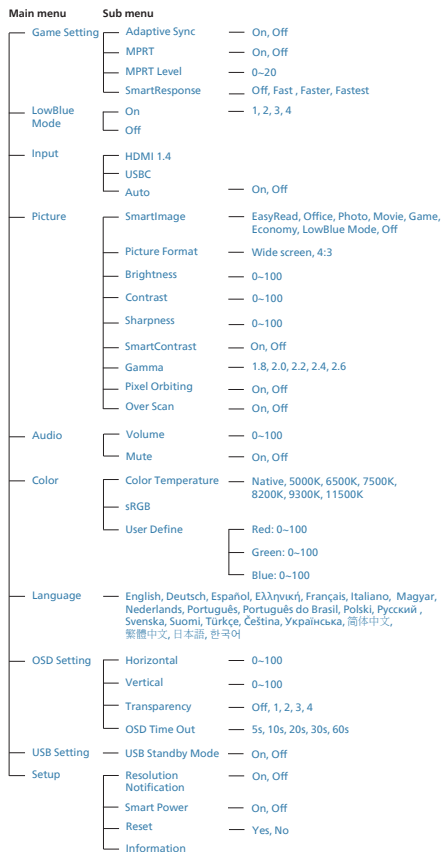 Main menu Sub menu
Game Setting Adaptive Sync On, Off
MPRT On, Off
MPRT Level 0~20
SmartResponse Off, Fast , Faster, Fastest
LowBlue Mode On 1, 2, 3, 4
Off
Input HDMI 1.4
USBC
Auto On, Off
Picture SmartImage EasyRead, Office, Photo, Movie, Game,
Economy, LowBlue Mode, Off
Picture Format Wide screen, 4:3
Brightness 0~100
Contrast 0~100
Sharpness 0~100
SmartContrast On, Off
Gamma 1.8, 2.0, 2.2, 2.4, 2.6
Pixel Orbiting On, Off
Over Scan On, Off
Audio Volume 0~100
Mute On, Off
Color Color Temperature Native, 5000K, 6500K, 7500K,
8200K, 9300K, 11500K
sRGB
User Define Red: 0~100
Green: 0~100
Blue: 0~100
Language English, Deutsch, Español, Ελληνική, Français, Italiano, Magyar,
Nederlands, Português, Português do Brasil, Polski, Русский ,
Svenska, Suomi, Türkçe, Čeština, Українська, 简体中文,
繁體中文, 日本語, 한국어
OSD Setting Horizontal 0~100
Vertical 0~100
Transparency Off, 1, 2, 3, 4
OSD Time Out 5s, 10s, 20s, 30s, 60s
USB Setting USB Standby Mode On, Off
Setup Resolution On, Off
Notification
Smart Power On, Off
Reset Yes, No
Information